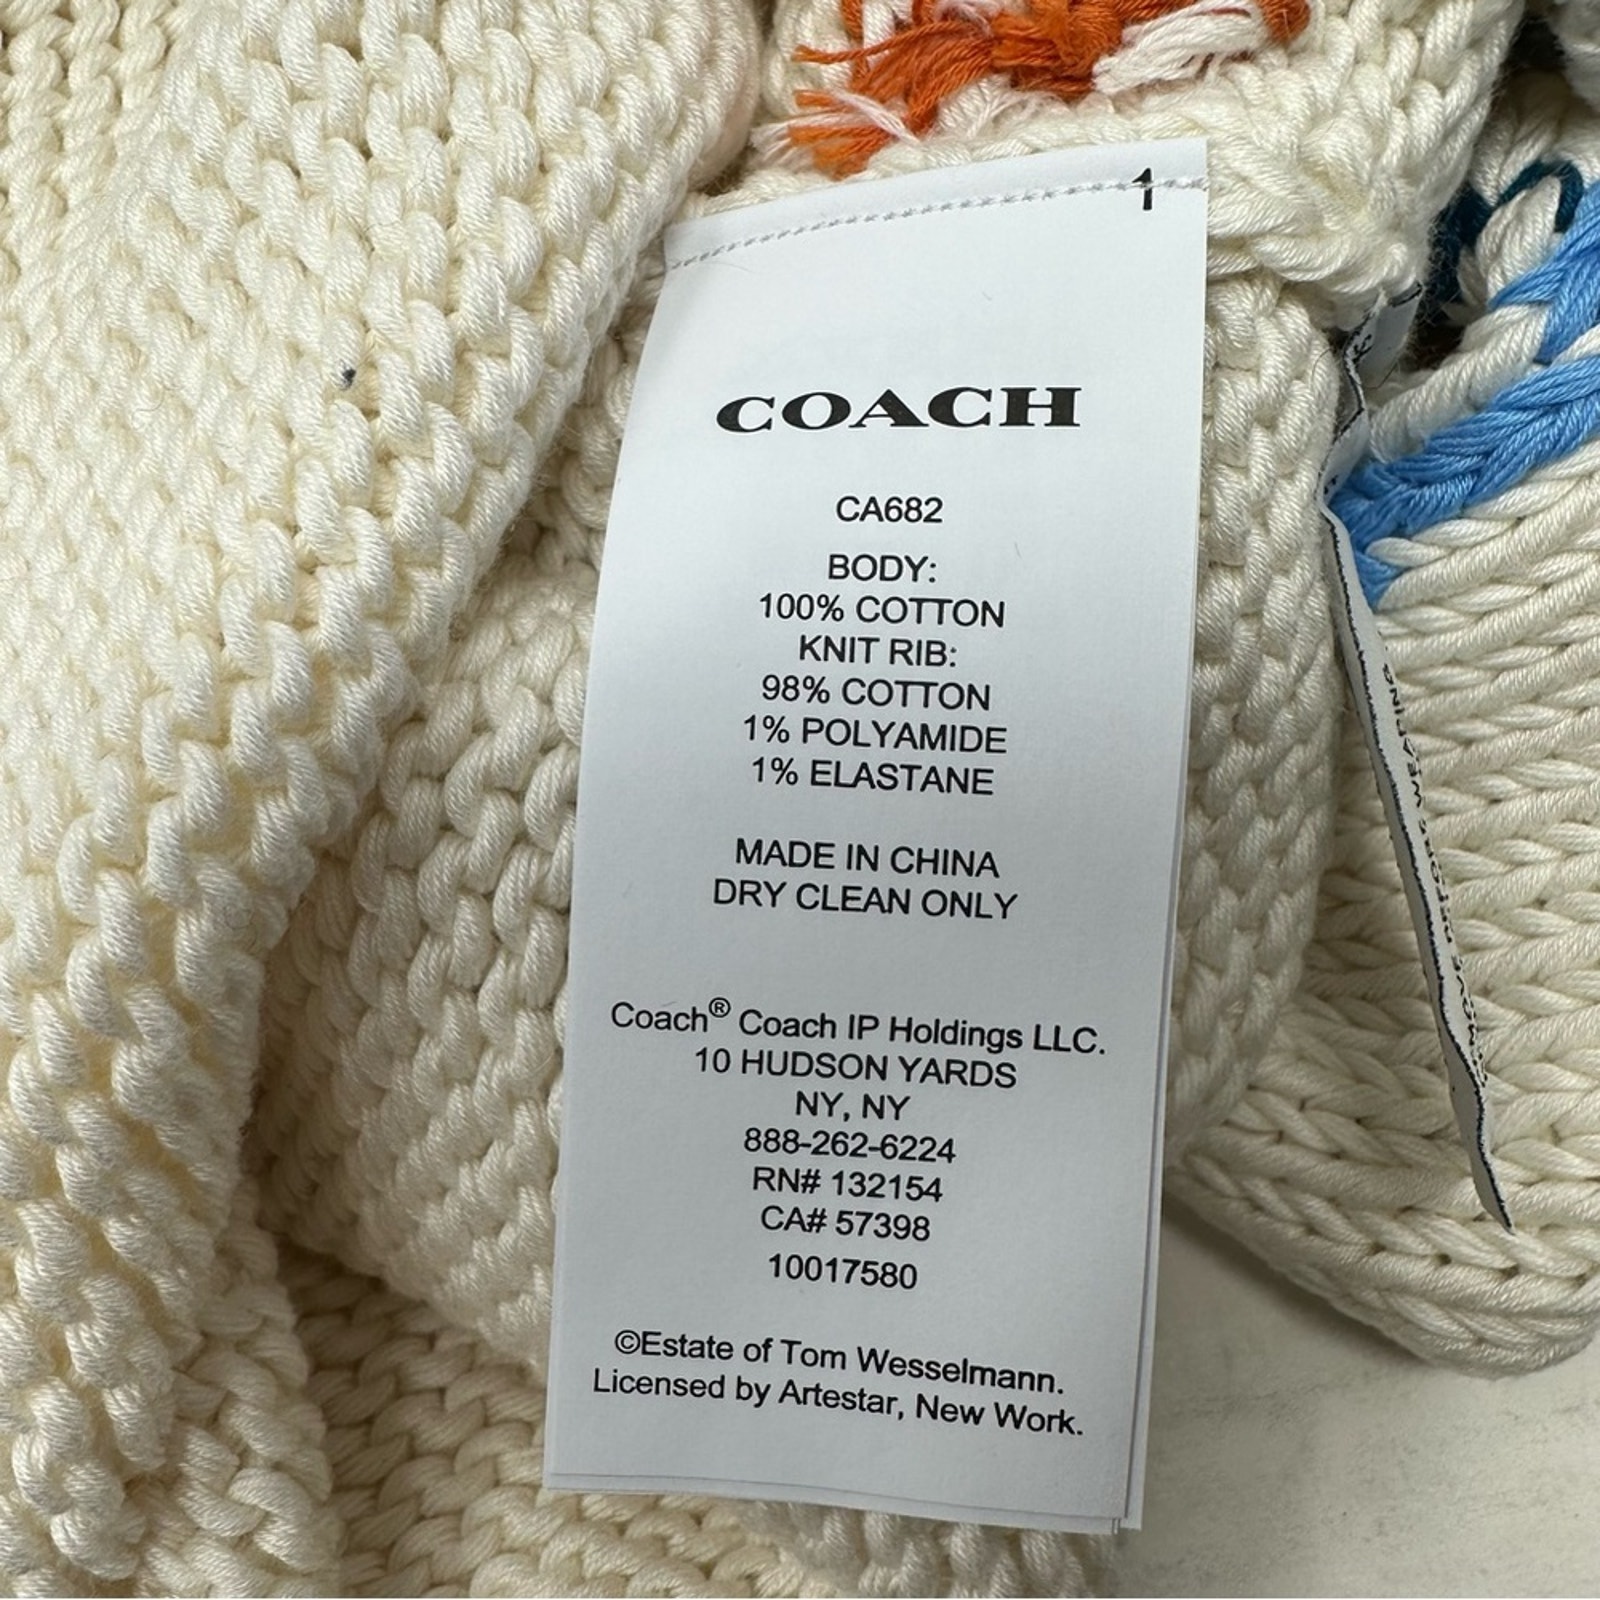 1
COACH
CA682
BODY:
100% COTTON
KNIT RIB:
98% COTTON
1% POLYAMIDE
1% ELASTANE
MADE IN CHINA
DRY CLEAN ONLY
Coach® Coach IP Holdings LLC.
10 HUDSON YARDS
NY, NY
888-262-6224
RN# 132154
CA# 57398
10017580
©Estate of Tom Wesselmann.
Licensed by Artestar, New Work.